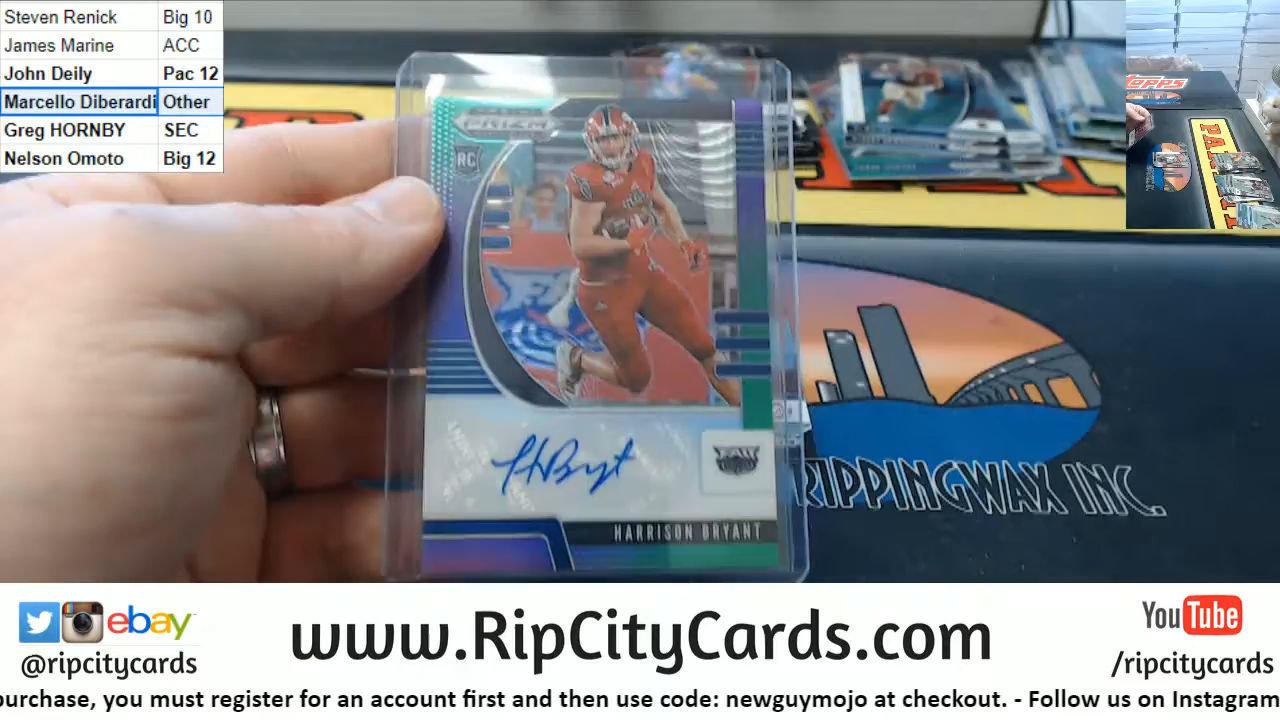 Steven Renick Big 10
James Marine ACC
John Deily Pac 12
Marcello Diberardi Other
Greg HORNBY SEC
Nelson Omoto Big 12
PRIZM
RC
FAU
HARRISON BRYANT
RIPPINGWAX INC.
TOPPS
ebay
@ripcitycards
www.RipCityCards.com
YouTube
/ripcitycards
purchase, you must register for an account first and then use code: newguymojo at checkout. - Follow us on Instagram